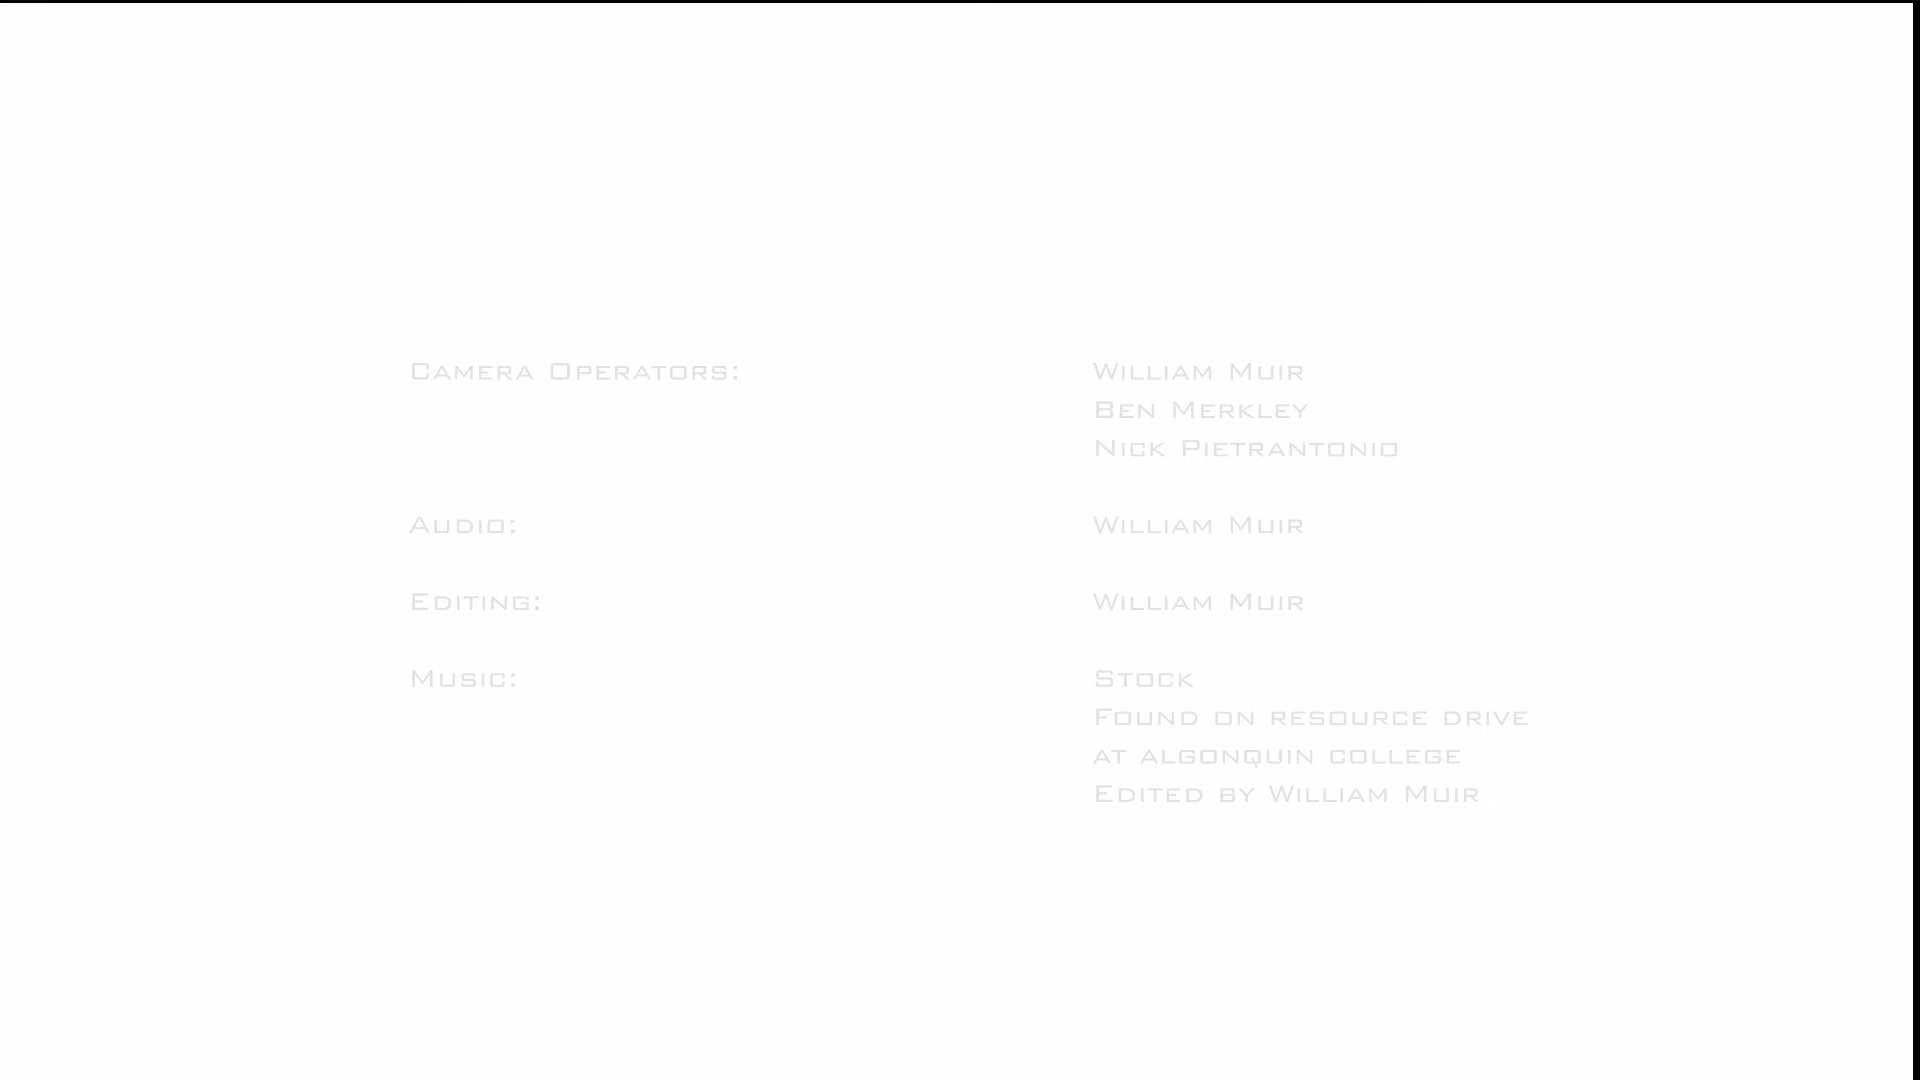 Camera Operators: William Muir
Ben Merkley
Nick Pietrantonio
Audio: William Muir
Editing: William Muir
Music: Stock
Found on resource drive
at algonquin college
Edited by William Muir